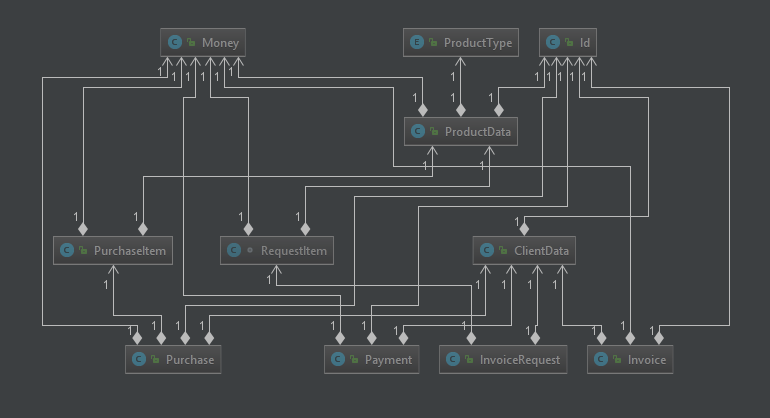 C Money
E ProductType
C Id
1 1 1 1 1 1 1 1 1 1 1 1
1 1 1
C ProductData
1 1
1 1 1 1 1
C PurchaseItem
C RequestItem
C ClientData
1 1 1 1 1 1
1 1 1 1 1 1 1 1 1 1 1 1
C Purchase
C Payment
C InvoiceRequest
C Invoice